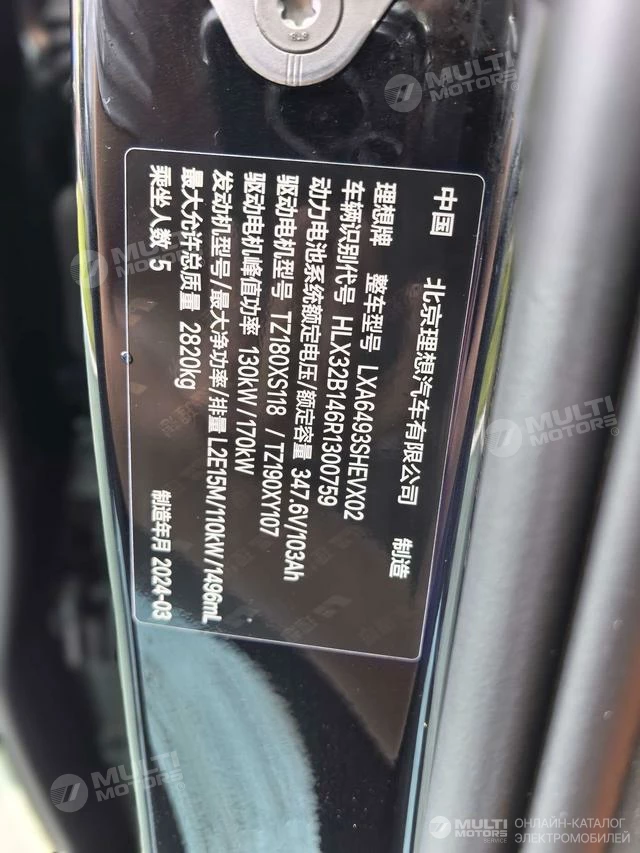 中国 北京理想汽车有限公司 制造
理想牌 整车型号 LXA6493SHEVX02
车辆识别代号 HLX32B146R1300759
动力电池系统额定电压/额定容量 347.6V/103Ah
驱动电机型号 TZ180XS118 / TZ190XY107
驱动电机峰值功率 130kW / 170kW
发动机型号/最大净功率/排量 L2E15M/110kW/1496mL
最大允许总质量 2820kg
乘坐人数 5 制造年月 2024-03
MULTI MOTORS
MULTI MOTORS
MULTI MOTORS
MULTI MOTORS
MULTI MOTORS SERVICE
ОНЛАЙН-КАТАЛОГ
ЭЛЕКТРОМОБИЛЕЙ